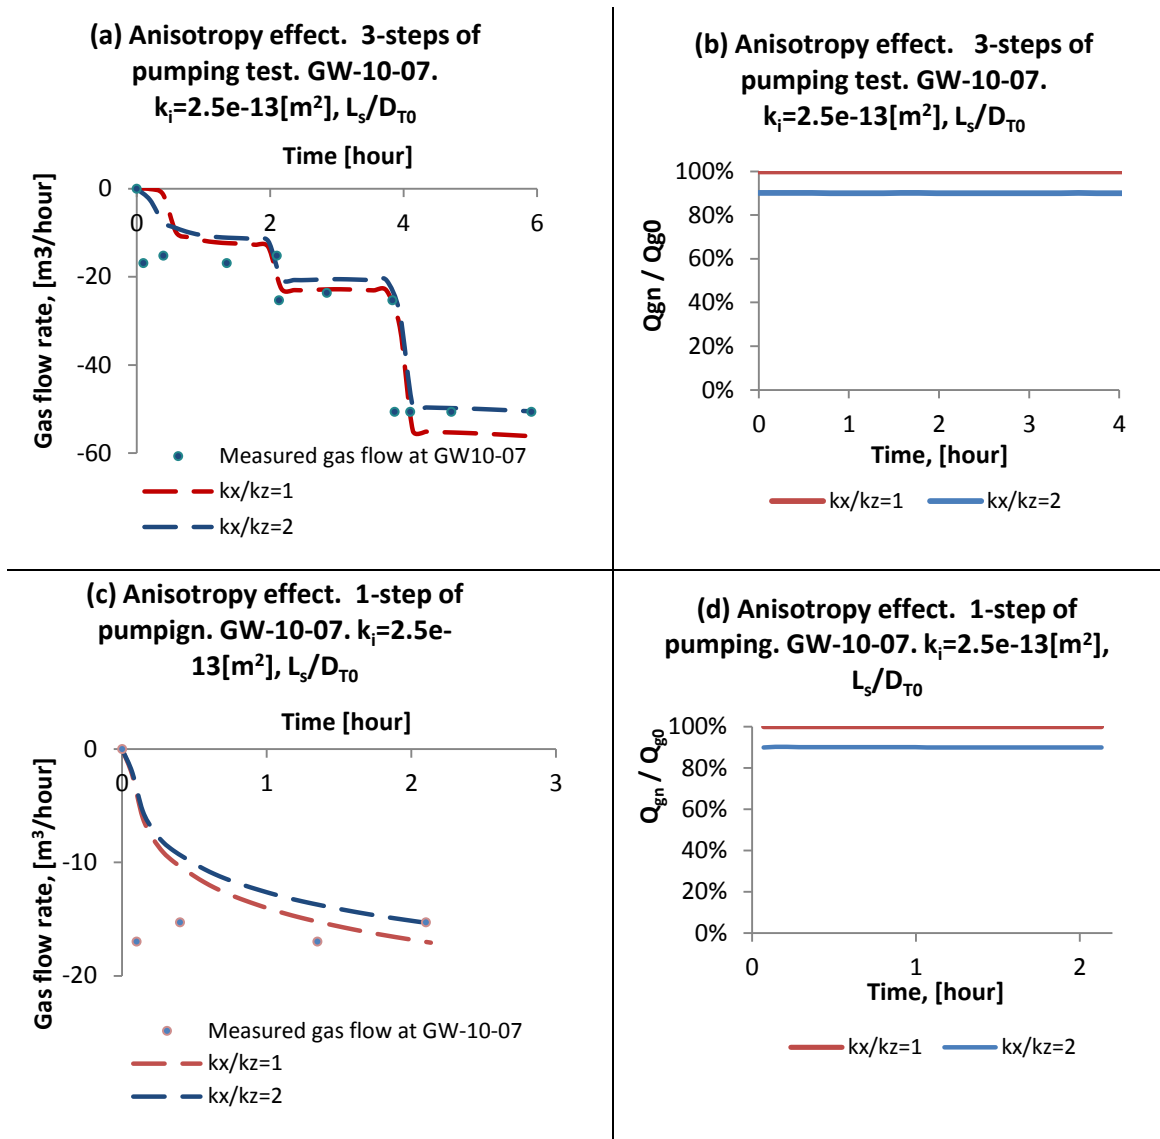 (a) Anisotropy effect.  3-steps of
pumping test. GW-10-07.
ki=2.5e-13[m2], Ls/DT0
Time [hour]
0
-20
-40
-60
0
2
4
6
Gas flow rate, [m3/hour]
Measured gas flow at GW10-07
kx/kz=1
kx/kz=2
(b) Anisotropy effect.   3-steps of
pumping test. GW-10-07.
ki=2.5e-13[m2], Ls/DT0
100%
80%
60%
40%
20%
0%
Qgn / Qg0
0
1
2
3
4
Time, [hour]
kx/kz=1
kx/kz=2
(c) Anisotropy effect.  1-step of
pumpign. GW-10-07. ki=2.5e-
13[m2], Ls/DT0
Time [hour]
0
-10
-20
0
1
2
3
Gas flow rate, [m3/hour]
Measured gas flow at GW-10-07
kx/kz=1
kx/kz=2
(d) Anisotropy effect.  1-step of
pumping. GW-10-07. ki=2.5e-13[m2],
Ls/DT0
100%
80%
60%
40%
20%
0%
Qgn / Qg0
0
1
2
Time, [hour]
kx/kz=1
kx/kz=2